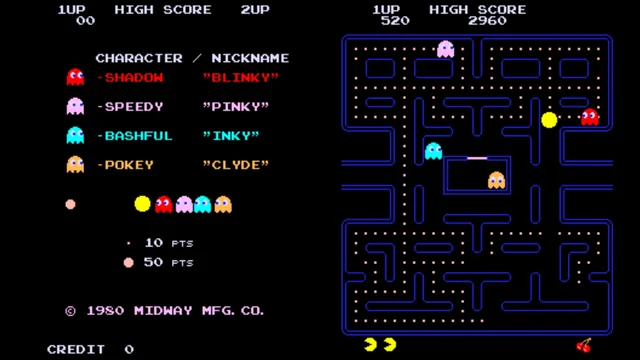 1UP HIGH SCORE 2UP
00
CHARACTER / NICKNAME
-SHADOW "BLINKY"
-SPEEDY "PINKY"
-BASHFUL "INKY"
-POKEY "CLYDE"
10 PTS
50 PTS
© 1980 MIDWAY MFG. CO.
CREDIT 0
1UP HIGH SCORE
520 2960